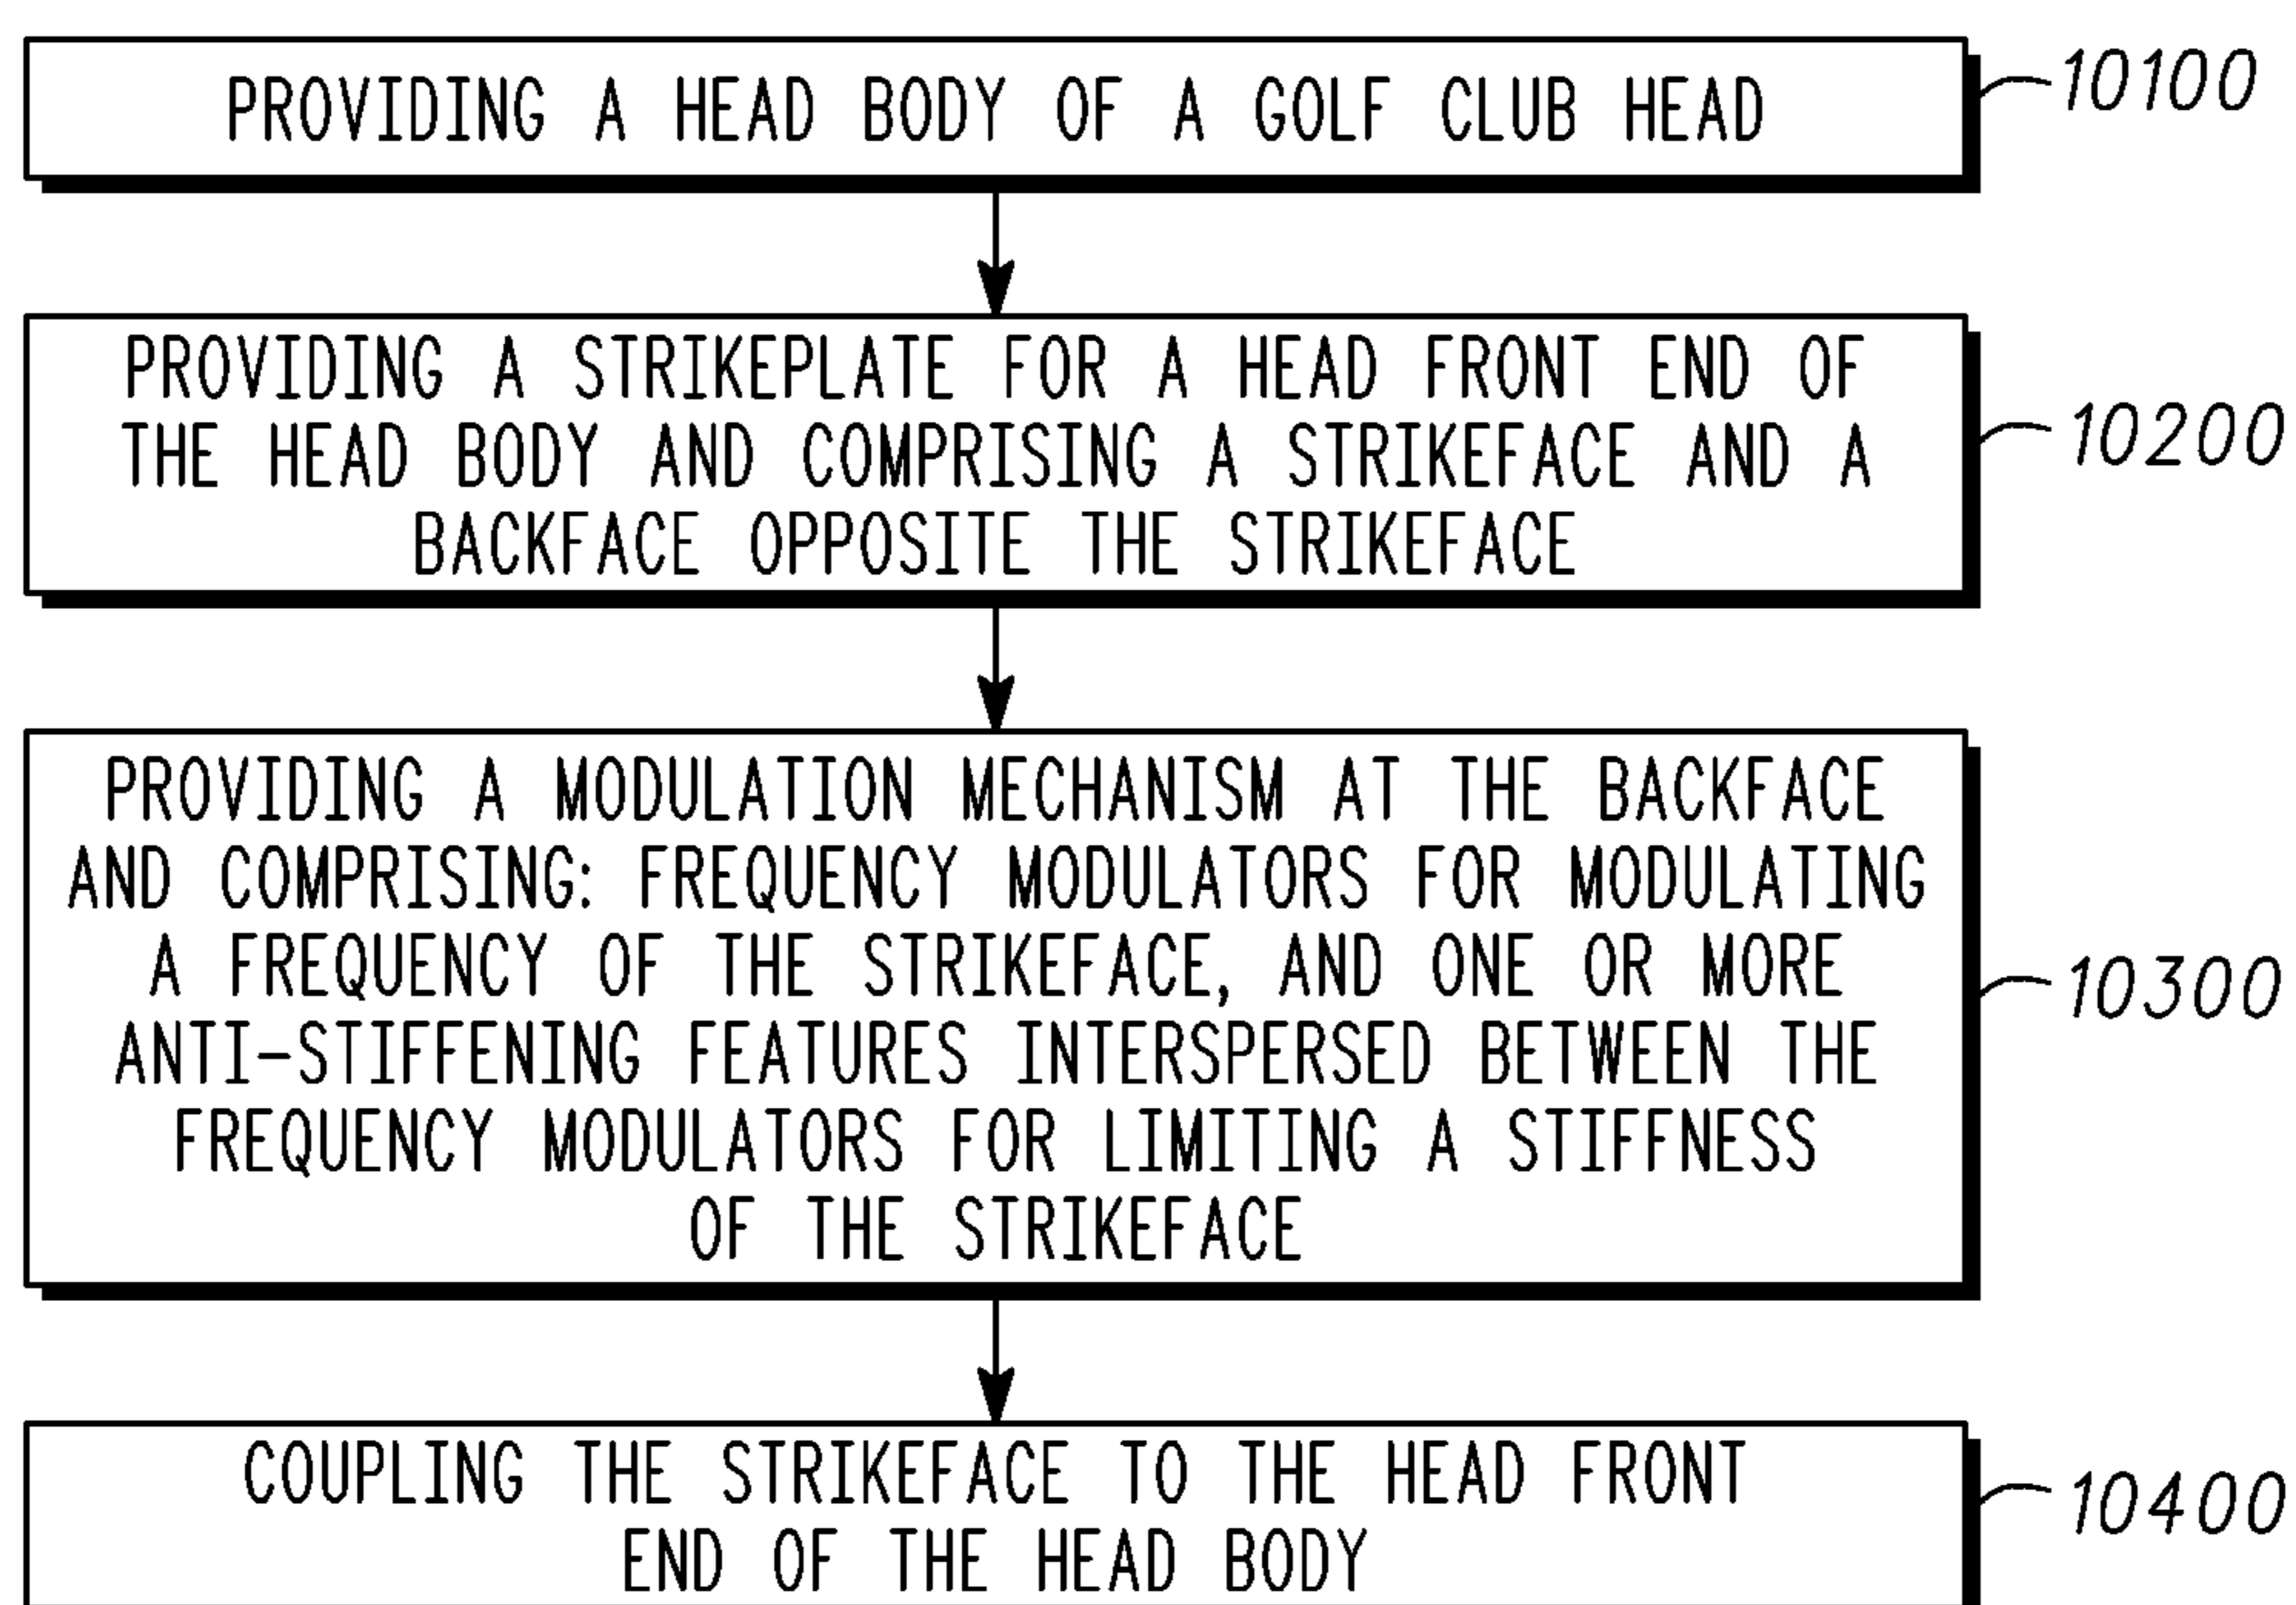 PROVIDING A HEAD BODY OF A GOLF CLUB HEAD
10100
PROVIDING A STRIKEPLATE FOR A HEAD FRONT END OF
THE HEAD BODY AND COMPRISING A STRIKEFACE AND A
BACKFACE OPPOSITE THE STRIKEFACE
10200
PROVIDING A MODULATION MECHANISM AT THE BACKFACE
AND COMPRISING: FREQUENCY MODULATORS FOR MODULATING
A FREQUENCY OF THE STRIKEFACE, AND ONE OR MORE
ANTI-STIFFENING FEATURES INTERSPERSED BETWEEN THE
FREQUENCY MODULATORS FOR LIMITING A STIFFNESS
OF THE STRIKEFACE
10300
COUPLING THE STRIKEFACE TO THE HEAD FRONT
END OF THE HEAD BODY
10400